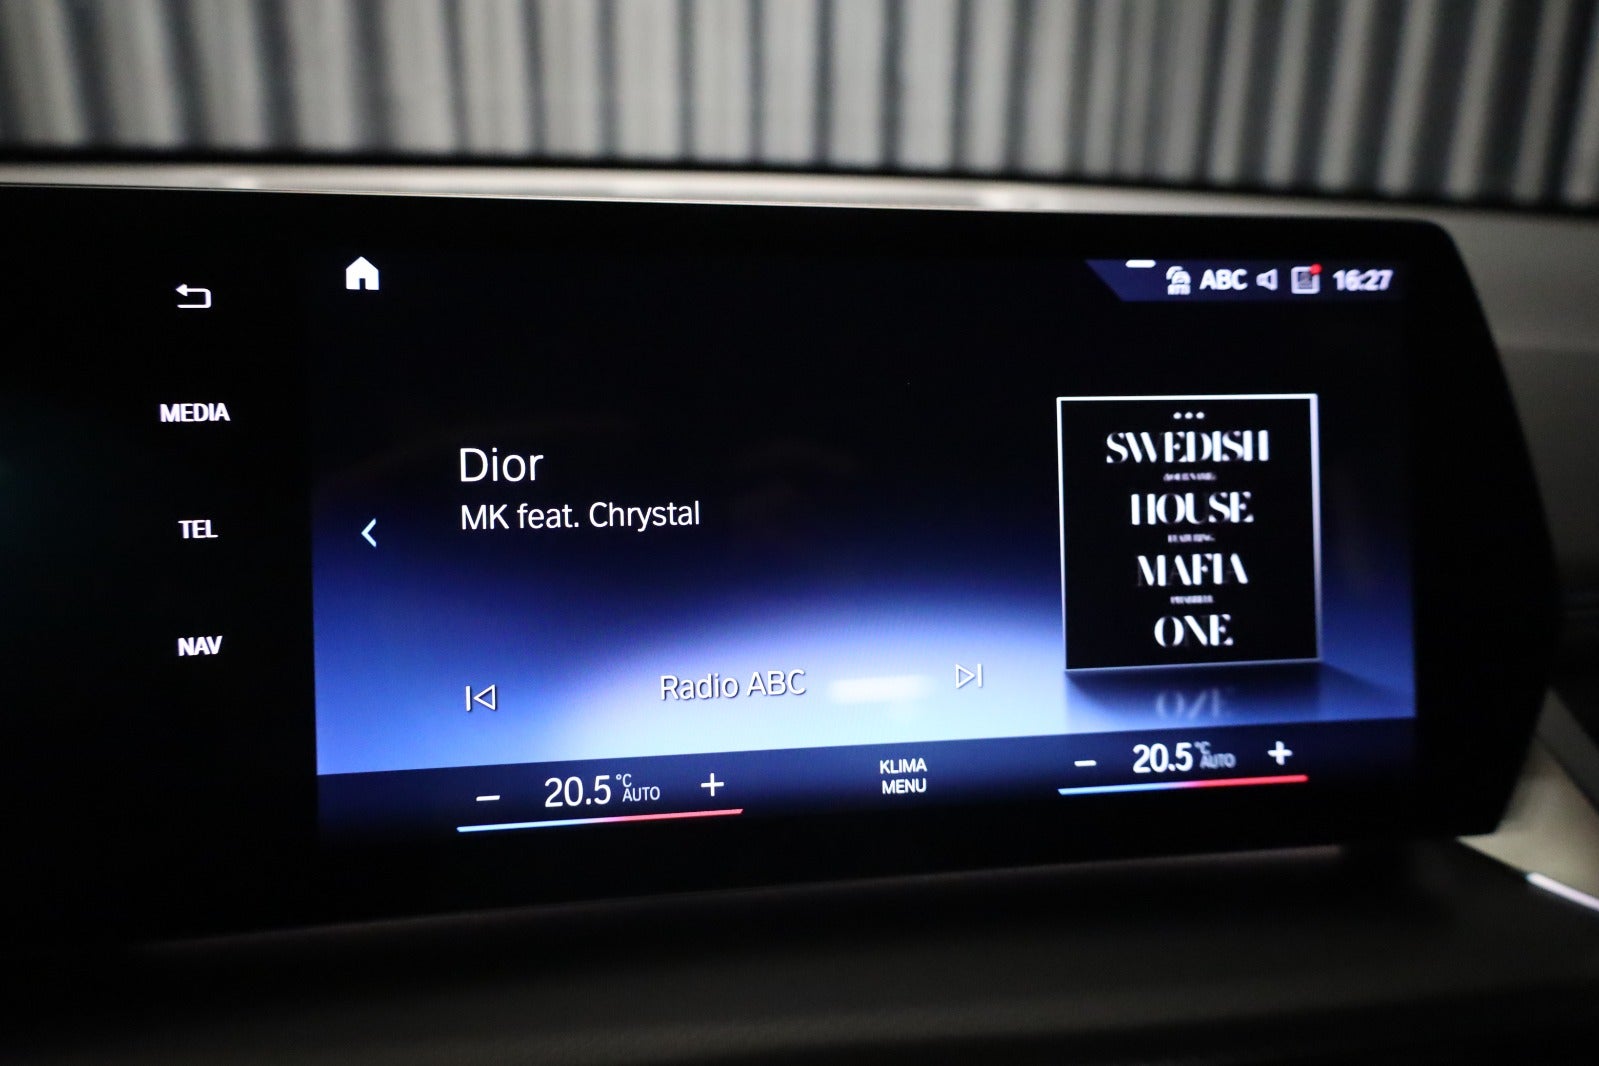 ABC 16:27
MEDIA
TEL
NAV
Dior
MK feat. Chrystal
Radio ABC
SWEDISH
HOUSE
MAFIA
ONE
20.5 °C AUTO
KLIMA
MENU
20.5 °C AUTO